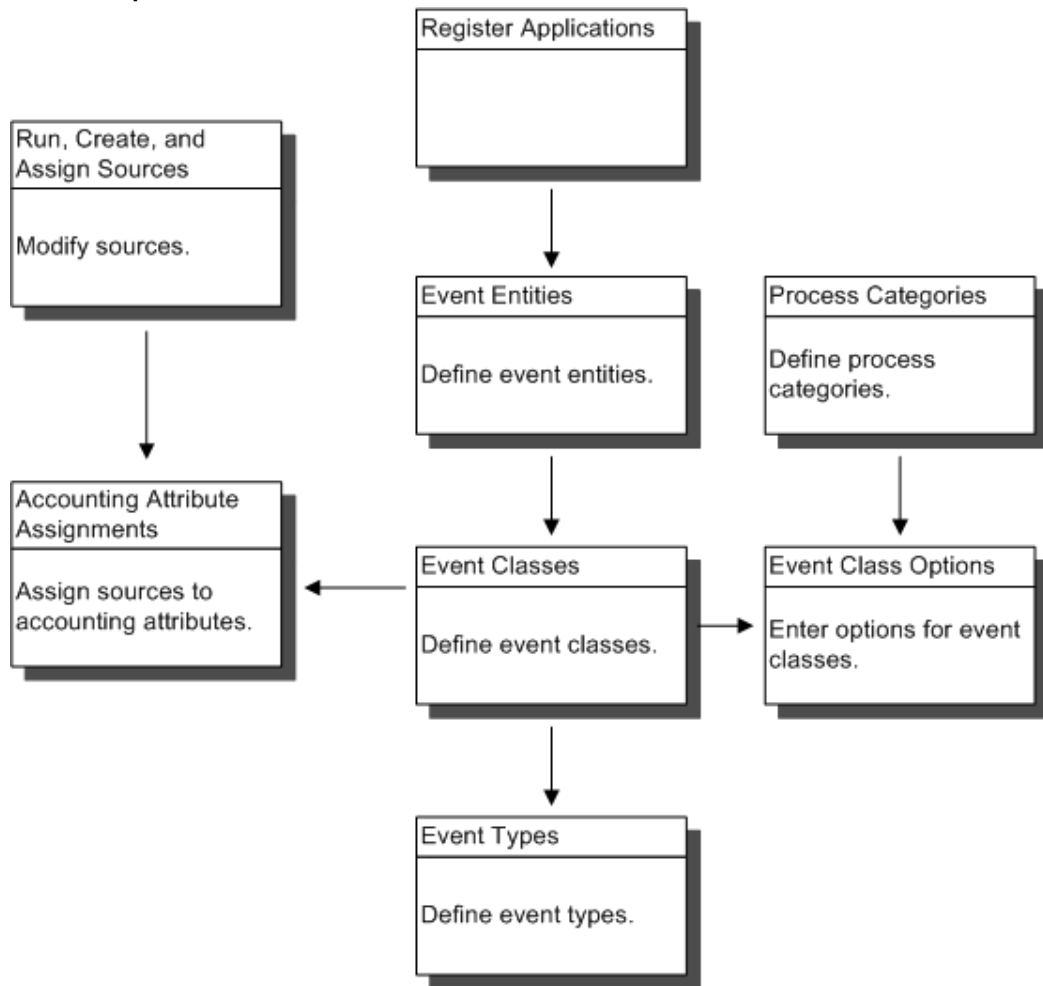 Register Applications
Run, Create, and
Assign Sources
Modify sources.
Event Entities
Define event entities.
Process Categories
Define process
categories.
Accounting Attribute
Assignments
Assign sources to
accounting attributes.
Event Classes
Define event classes.
Event Class Options
Enter options for event
classes.
Event Types
Define event types.